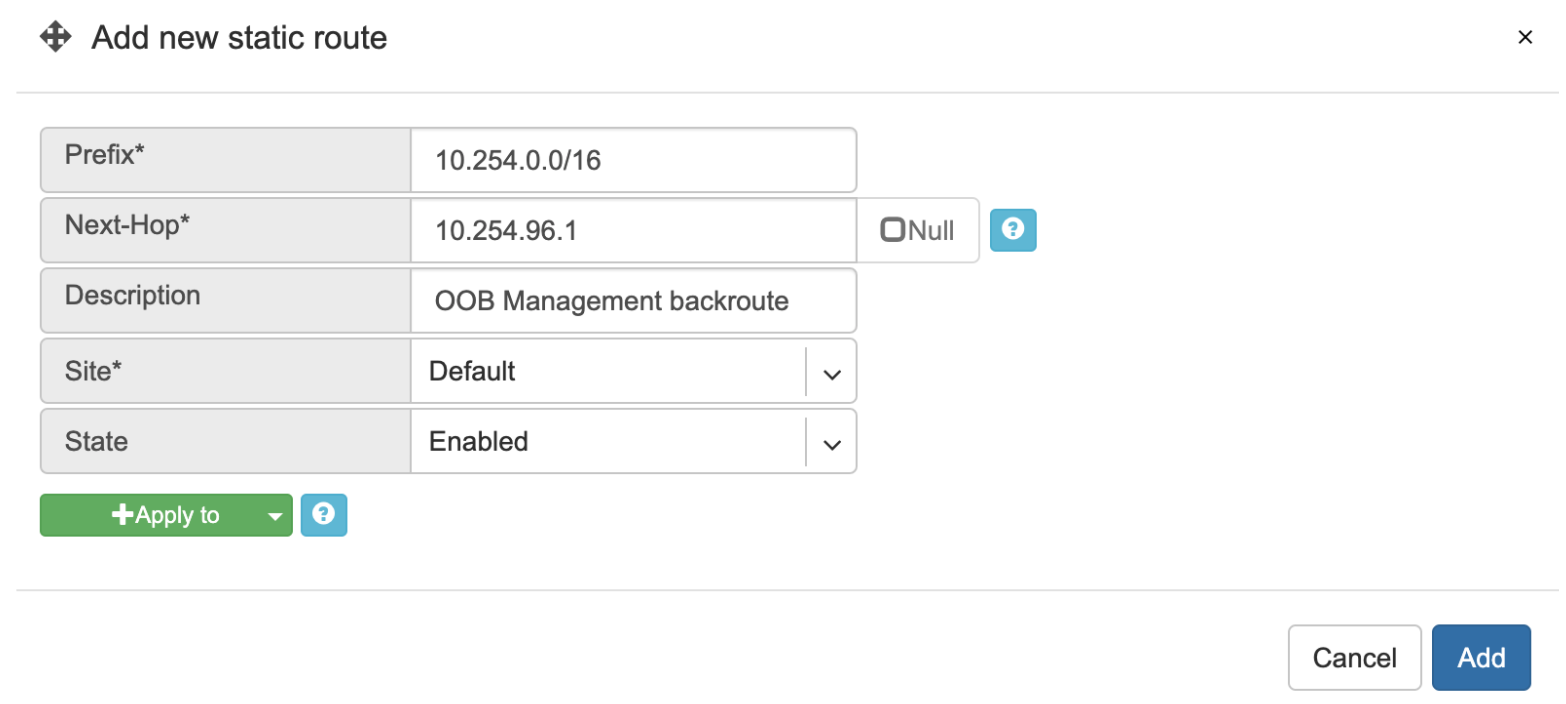 Add new static route
×
Prefix* 10.254.0.0/16
Next-Hop* 10.254.96.1 Null ?
Description OOB Management backroute
Site* Default
State Enabled
+Apply to ?
Cancel Add